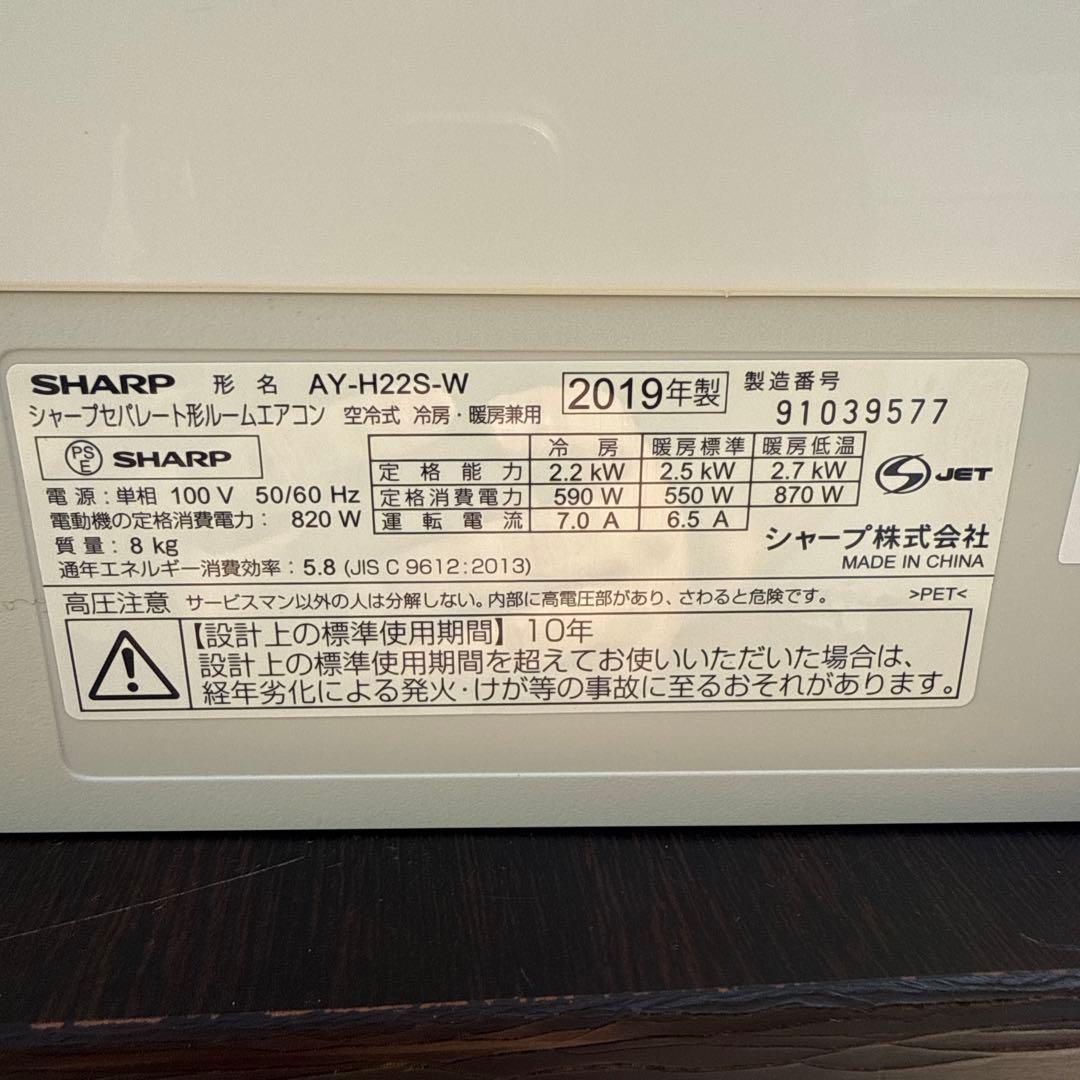 SHARP 形名 AY-H22S-W 2019年製 製造番号 91039577
シャープセパレート形ルームエアコン 空冷式 冷房・暖房兼用
PSE SHARP
電源：単相 100 V 50/60 Hz
電動機の定格消費電力： 820 W
質量：8 kg
通年エネルギー消費効率：5.8 (JIS C 9612:2013)
冷房 暖房標準 暖房低温
定格能力 2.2 kW 2.5 kW 2.7 kW
定格消費電力 590 W 550 W 870 W
運転電流 7.0 A 6.5 A
JET
シャープ株式会社
MADE IN CHINA
高圧注意 サービスマン以外の人は分解しない。内部に高電圧部があり、さわると危険です。 >PET<
【設計上の標準使用期間】10年
設計上の標準使用期間を超えてお使いいただいた場合は、
経年劣化による発火・けが等の事故に至るおそれがあります。